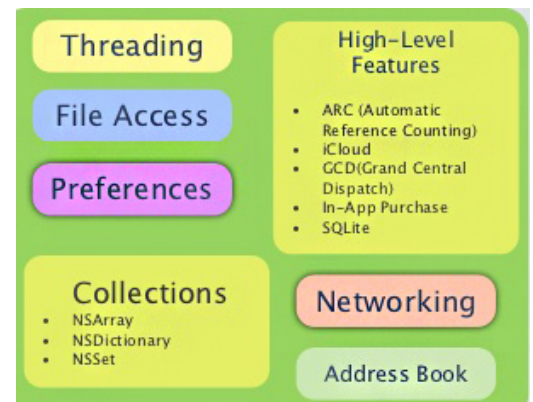 Threading
File Access
Preferences
High-Level
Features
• ARC (Automatic
Reference Counting)
• iCloud
• GCD(Grand Central
Dispatch)
• In-App Purchase
• SQLite
Collections
• NSArray
• NSDictionary
• NSSet
Networking
Address Book